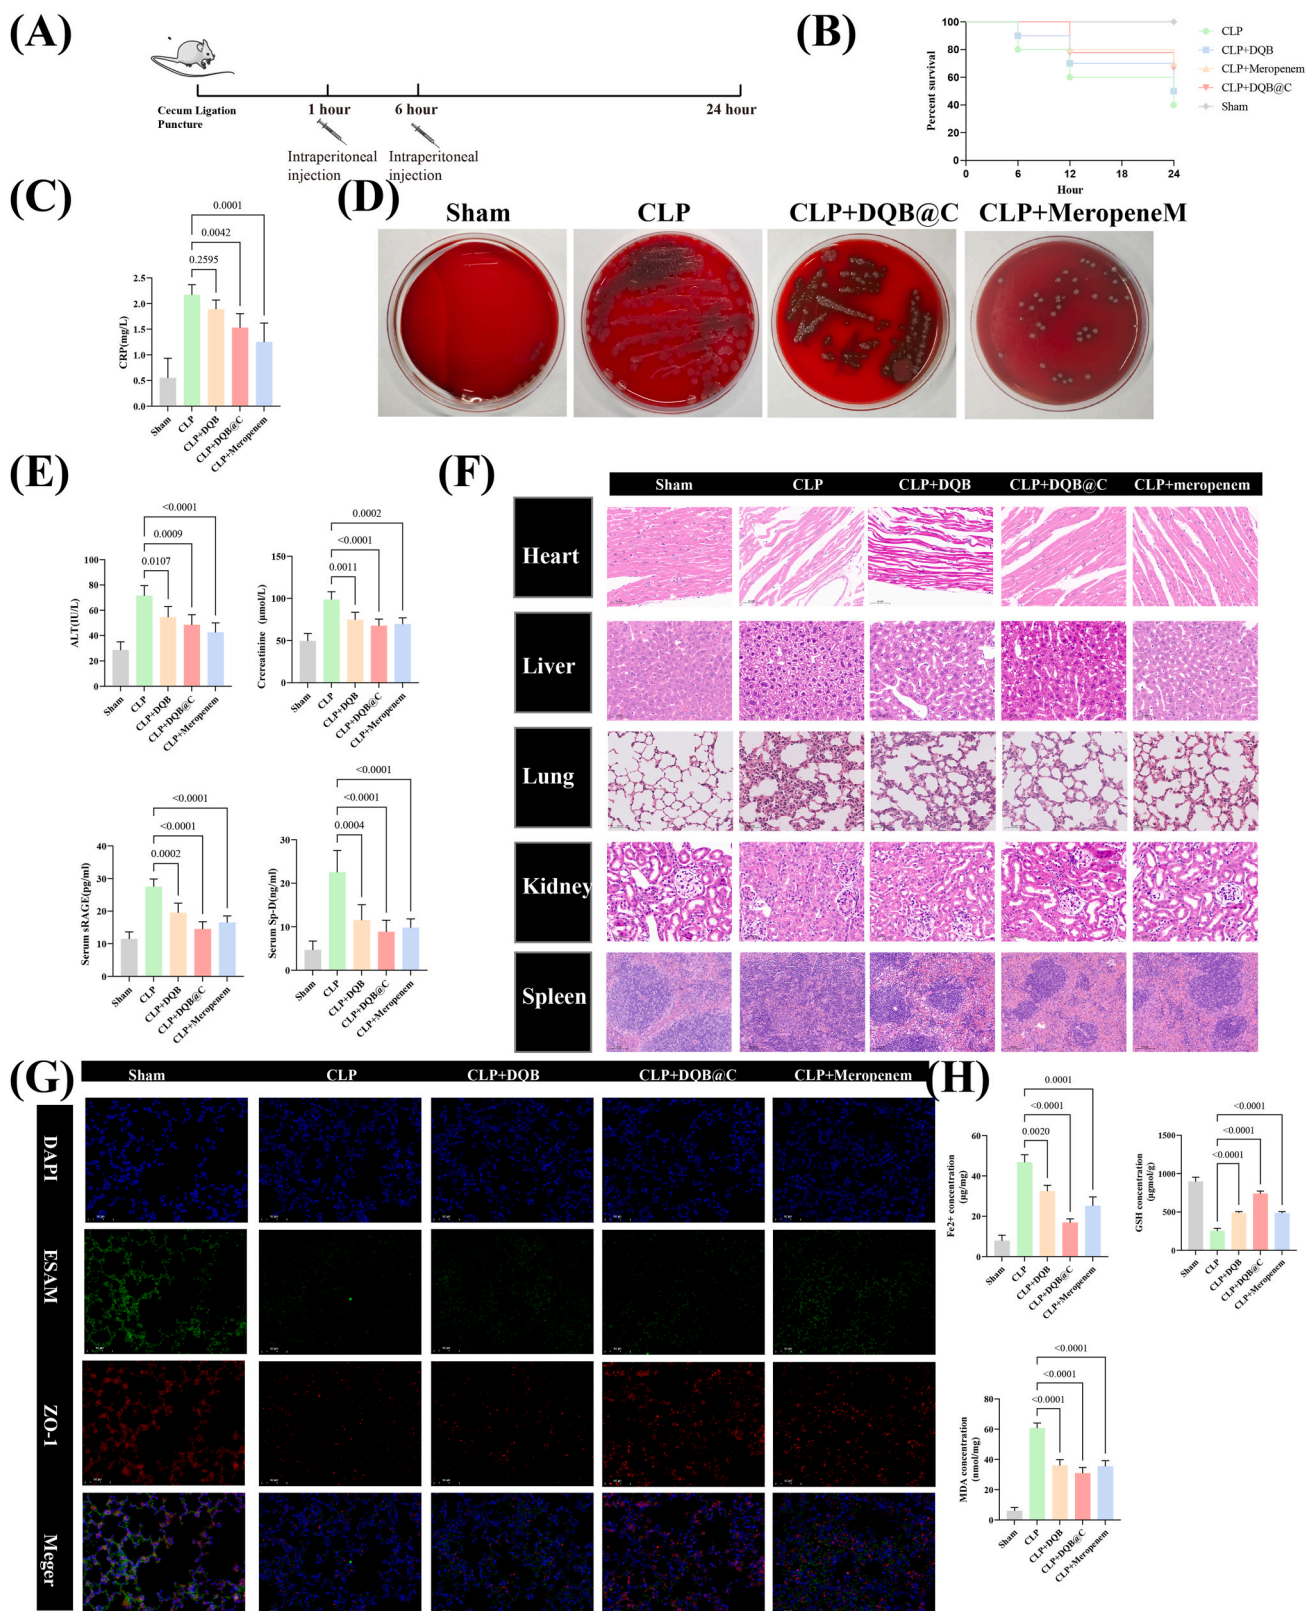 (A)
Cecum Ligation
Puncture
1 hour
6 hour
24 hour
Intraperitoneal
injection
Intraperitoneal
injection
(B)
Percent survival
100
80
60
40
20
0
0
6
12
18
24
Hour
CLP
CLP+DQB
CLP+Meropenem
CLP+DQB@C
Sham
(C)
0.0001
0.0042
0.2595
CRP(mg/L)
2.5
2.0
1.5
1.0
0.5
0.0
Sham
CLP
CLP+DQB
CLP+DQB@C
CLP+Meropenem
(D)
Sham
CLP
CLP+DQB@C
CLP+MeropeneM
(E)
<0.0001
0.0009
0.0107
ALT(IU/L)
100
80
60
40
20
0
Sham
CLP
CLP+DQB
CLP+DQB@C
CLP+Meropenem
0.0002
<0.0001
0.0011
Crercatinine (μmol/L)
150
100
50
0
Sham
CLP
CLP+DQB
CLP+DQB@C
CLP+Meropenem
<0.0001
<0.0001
0.0002
Serum sRAGE(pg/ml)
40
30
20
10
0
Sham
CLP
CLP+DQB
CLP+DQB@C
CLP+Meropenem
<0.0001
<0.0001
0.0004
Serum Sp-D(ng/ml)
30
20
10
0
Sham
CLP
CLP+DQB
CLP+DQB@C
CLP+Meropenem
(F)
Sham
CLP
CLP+DQB
CLP+DQB@C
CLP+meropenem
Heart
Liver
Lung
Kidney
Spleen
(G)
Sham
CLP
CLP+DQB
CLP+DQB@C
CLP+Meropenem
DAPI
ESAM
ZO-1
Meger
(H)
0.0001
<0.0001
0.0020
Fe2+ concentration
(μg/mg)
60
40
20
0
Sham
CLP
CLP+DQB
CLP+DQB@C
CLP+Meropenem
<0.0001
<0.0001
<0.0001
GSH concentration
(μgmol/g)
1500
1000
500
0
Sham
CLP
CLP+DQB
CLP+DQB@C
CLP+Meropenem
<0.0001
<0.0001
<0.0001
MDA concentration
(nmol/mg)
80
60
40
20
0
Sham
CLP
CLP+DQB
CLP+DQB@C
CLP+Meropenem